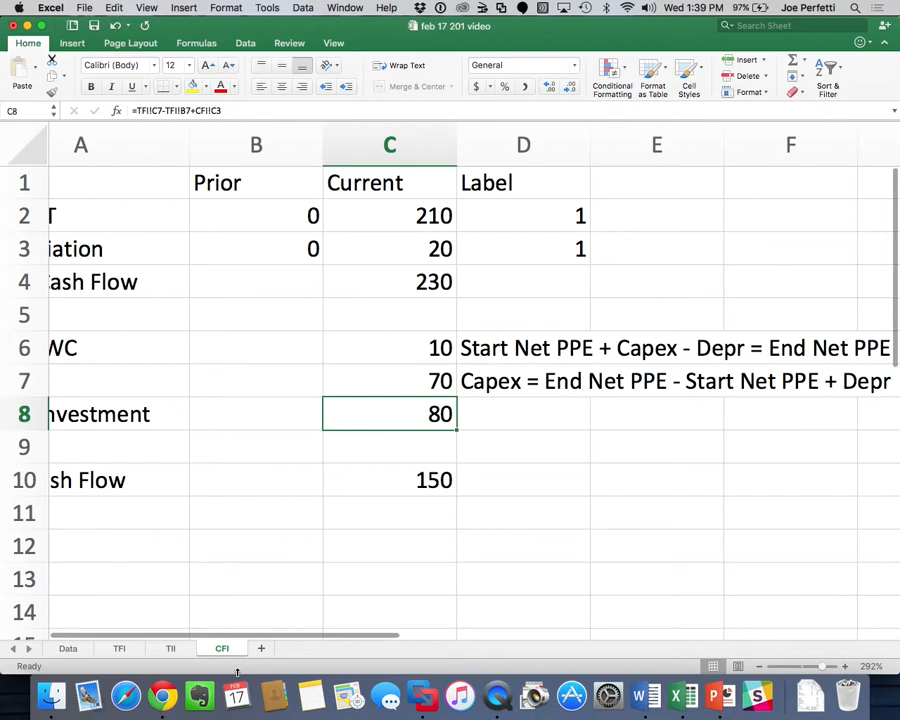 Excel File Edit View Insert Format Tools Data Window Help 97% Wed 1:39 PM Joe Perfetti
feb 17 201 video
Search Sheet
Home Insert Page Layout Formulas Data Review View
Paste
Calibri (Body) 12 A A
B I U A
Wrap Text
Merge & Center
General
$ % ,
Conditional Formatting
Format as Table
Cell Styles
Insert
Delete
Format
Sort & Filter
C8 fx =TFI!C7-TFI!B7+CFI!C3
A B C D E F
1 Prior Current Label
2 T 0 210 1
3 iation 0 20 1
4 ash Flow 230
5
6 WC 10 Start Net PPE + Capex - Depr = End Net PPE
7 70 Capex = End Net PPE - Start Net PPE + Depr
8 nvestment 80
9
10 sh Flow 150
11
12
13
14
Data TFI TII CFI +
Ready 292%
FEB
17